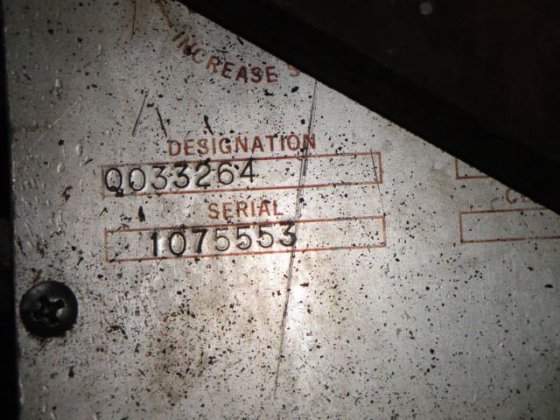 INCREASE S
DESIGNATION
Q033264
SERIAL
1075553